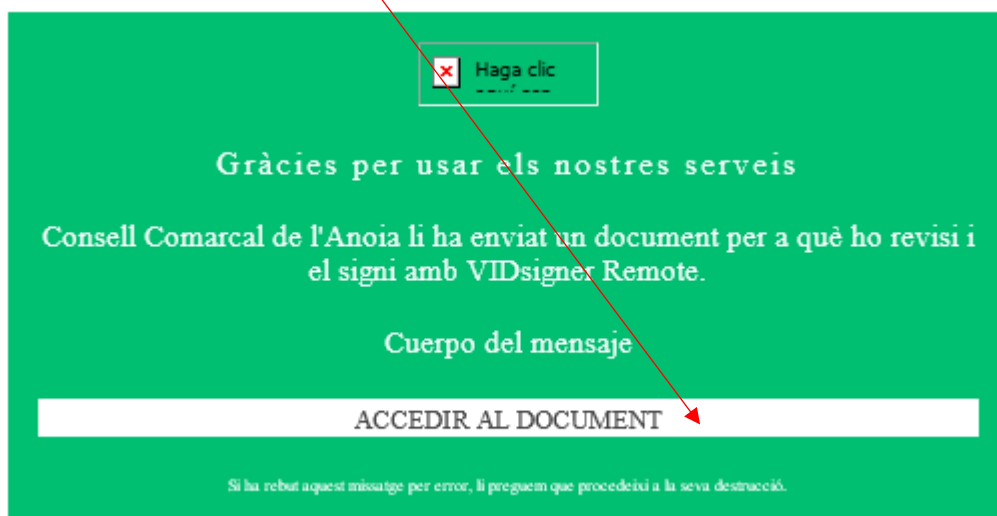 Haga clic
Gràcies per usar els nostres serveis
Consell Comarcal de l'Anoia li ha enviat un document per a què ho revisi i
el signi amb VIDsigner Remote.
Cuerpo del mensaje
ACCEDIR AL DOCUMENT
Si ha rebut aquest missatge per error, li preguem que procedeixi a la seva destrucció.